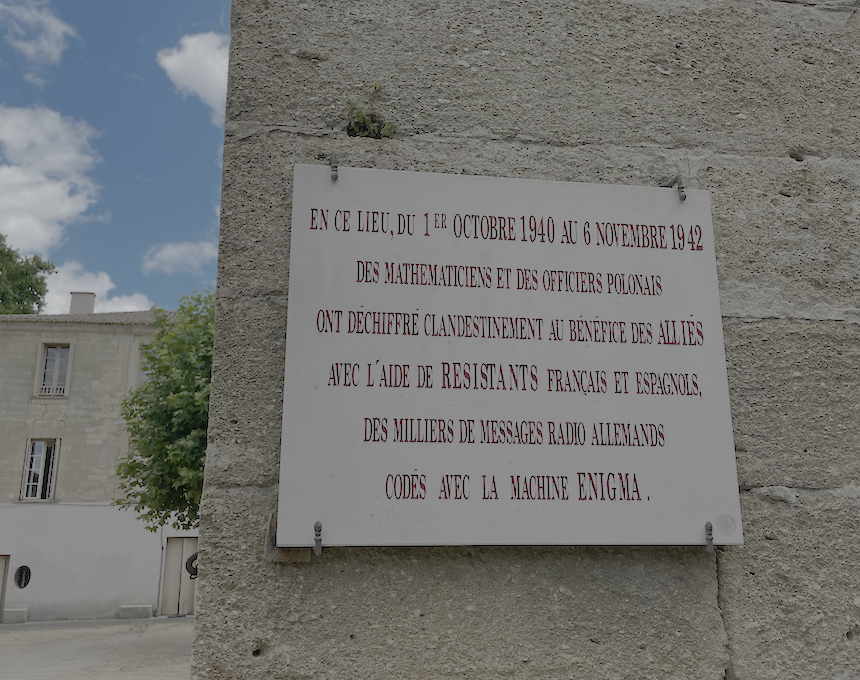 EN CE LIEU, DU 1ER OCTOBRE 1940 AU 6 NOVEMBRE 1942
DES MATHEMATICIENS ET DES OFFICIERS POLONAIS
ONT DÉCHIFFRÉ CLANDESTINEMENT AU BÉNÉFICE DES ALLIÉS
AVEC L'AIDE DE RESISTANTS FRANÇAIS ET ESPAGNOLS,
DES MILLIERS DE MESSAGES RADIO ALLEMANDS
CODÉS AVEC LA MACHINE ENIGMA.